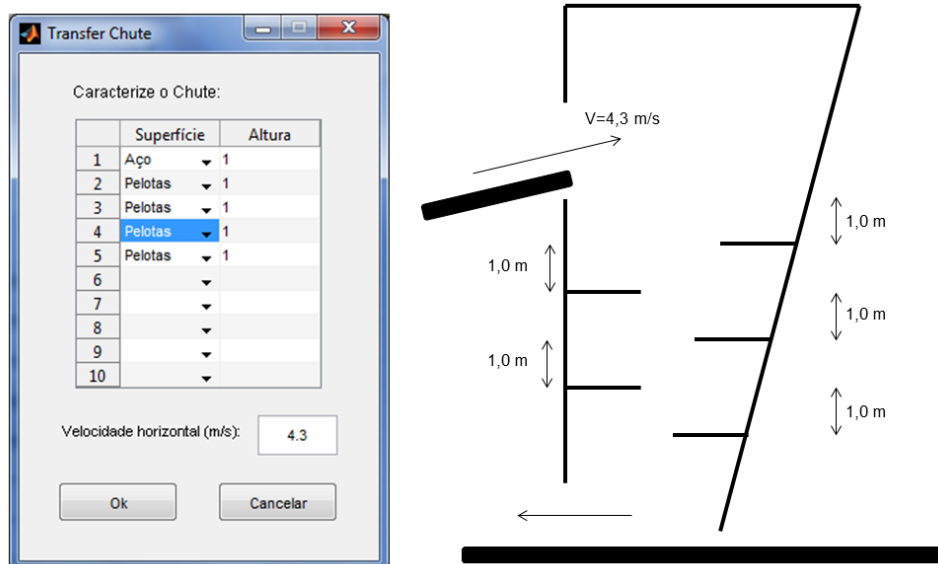 Transfer Chute
Caracterize o Chute:
Superfície Altura
1 Aço 1
2 Pelotas 1
3 Pelotas 1
4 Pelotas 1
5 Pelotas 1
6
7
8
9
10
Velocidade horizontal (m/s): 4.3
Ok Cancelar
V=4,3 m/s
1,0 m
1,0 m
1,0 m
1,0 m
1,0 m